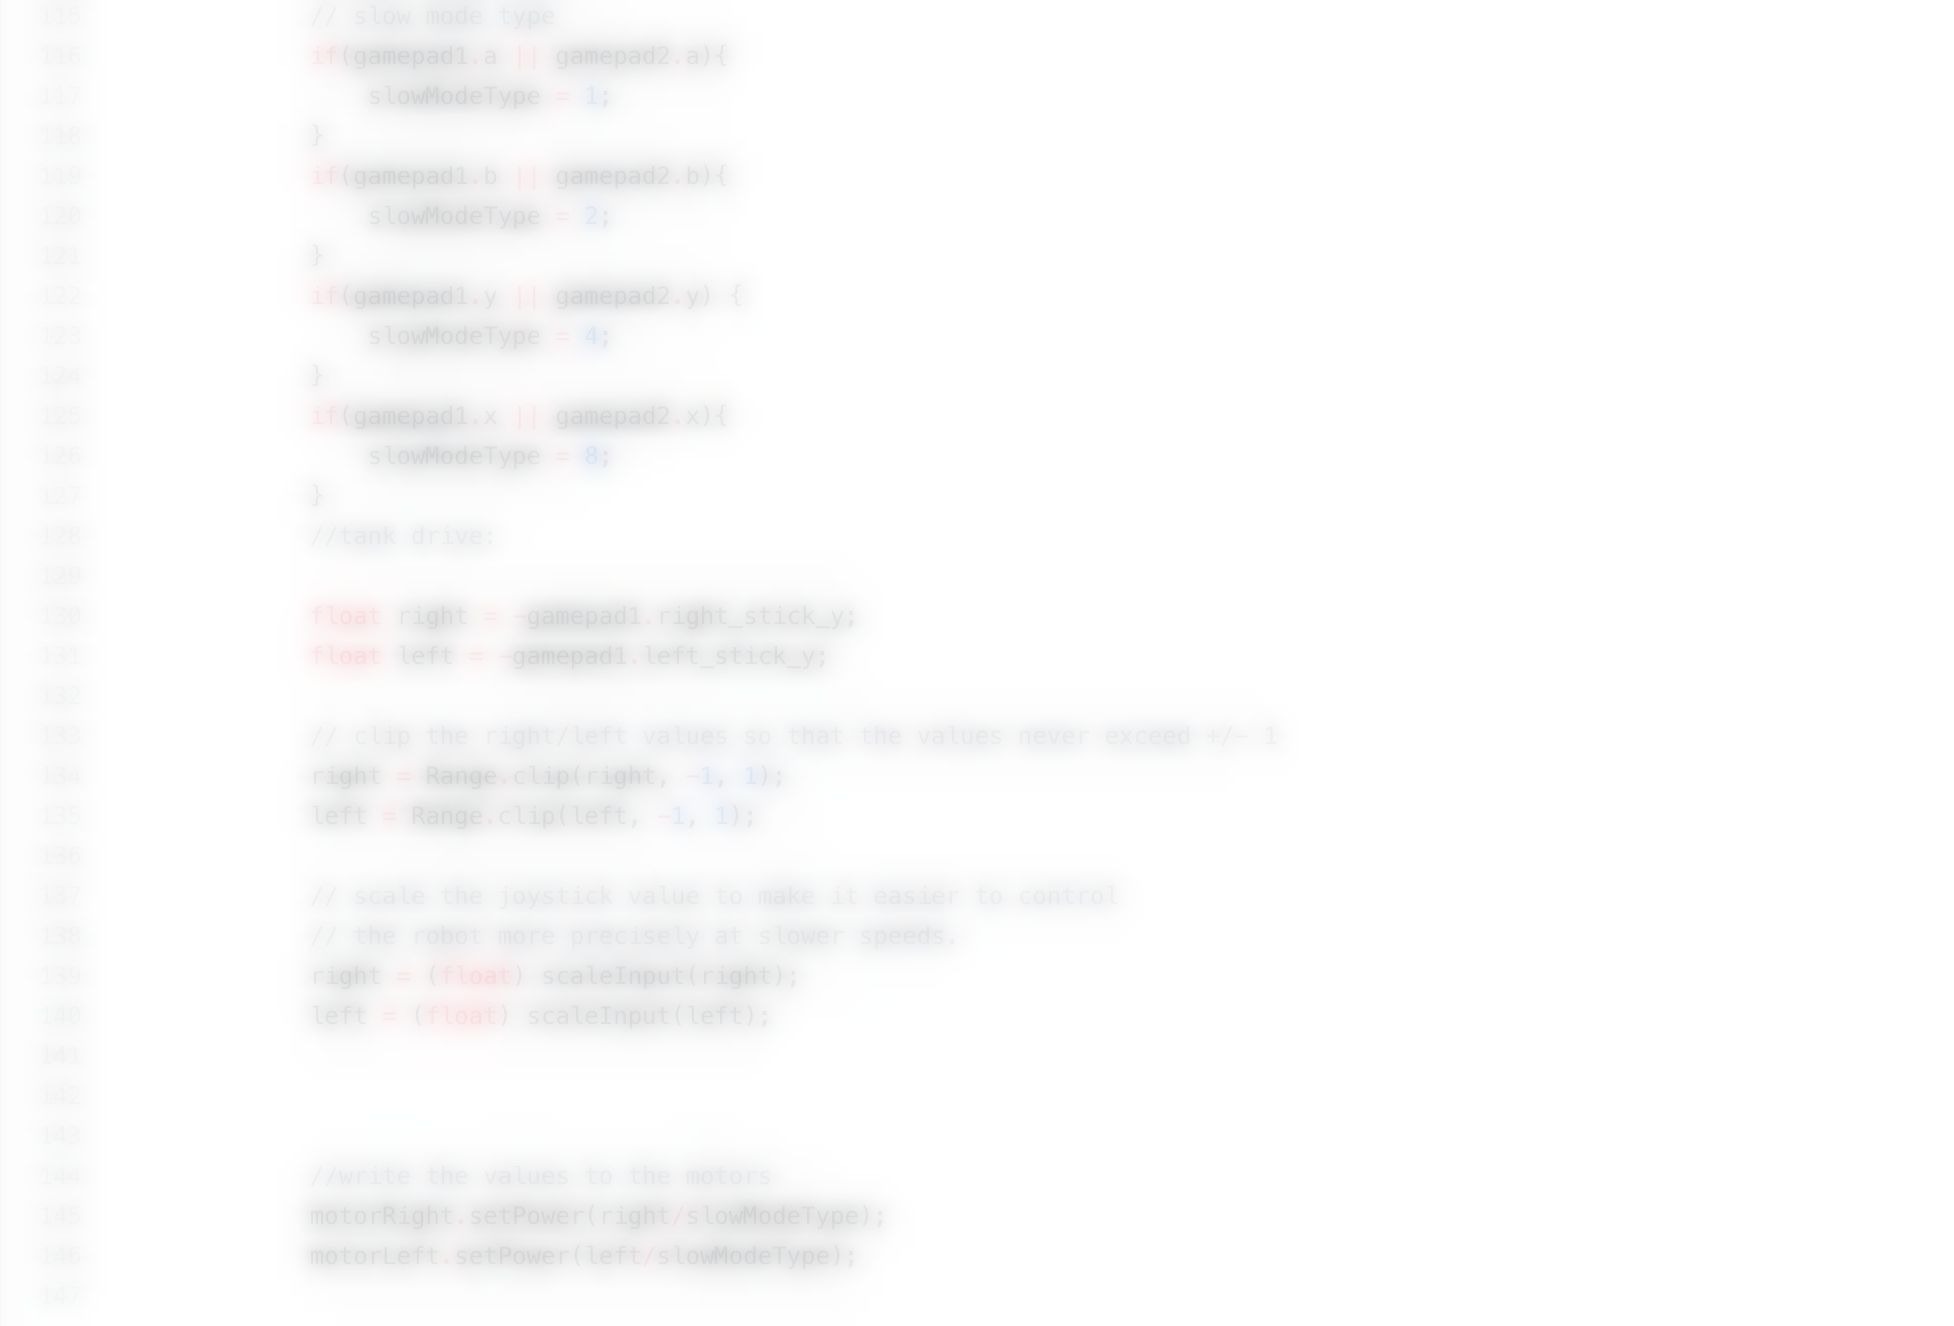 115 // slow mode type
116 if(gamepad1.a || gamepad2.a){
117 slowModeType = 1;
118 }
119 if(gamepad1.b || gamepad2.b){
120 slowModeType = 2;
121 }
122 if(gamepad1.y || gamepad2.y) {
123 slowModeType = 4;
124 }
125 if(gamepad1.x || gamepad2.x){
126 slowModeType = 8;
127 }
128 //tank drive:
129
130 float right = -gamepad1.right_stick_y;
131 float left = -gamepad1.left_stick_y;
132
133 // clip the right/left values so that the values never exceed +/- 1
134 right = Range.clip(right, -1, 1);
135 left = Range.clip(left, -1, 1);
136
137 // scale the joystick value to make it easier to control
138 // the robot more precisely at slower speeds.
139 right = (float) scaleInput(right);
140 left = (float) scaleInput(left);
141
142
143
144 //write the values to the motors
145 motorRight.setPower(right/slowModeType);
146 motorLeft.setPower(left/slowModeType);
147